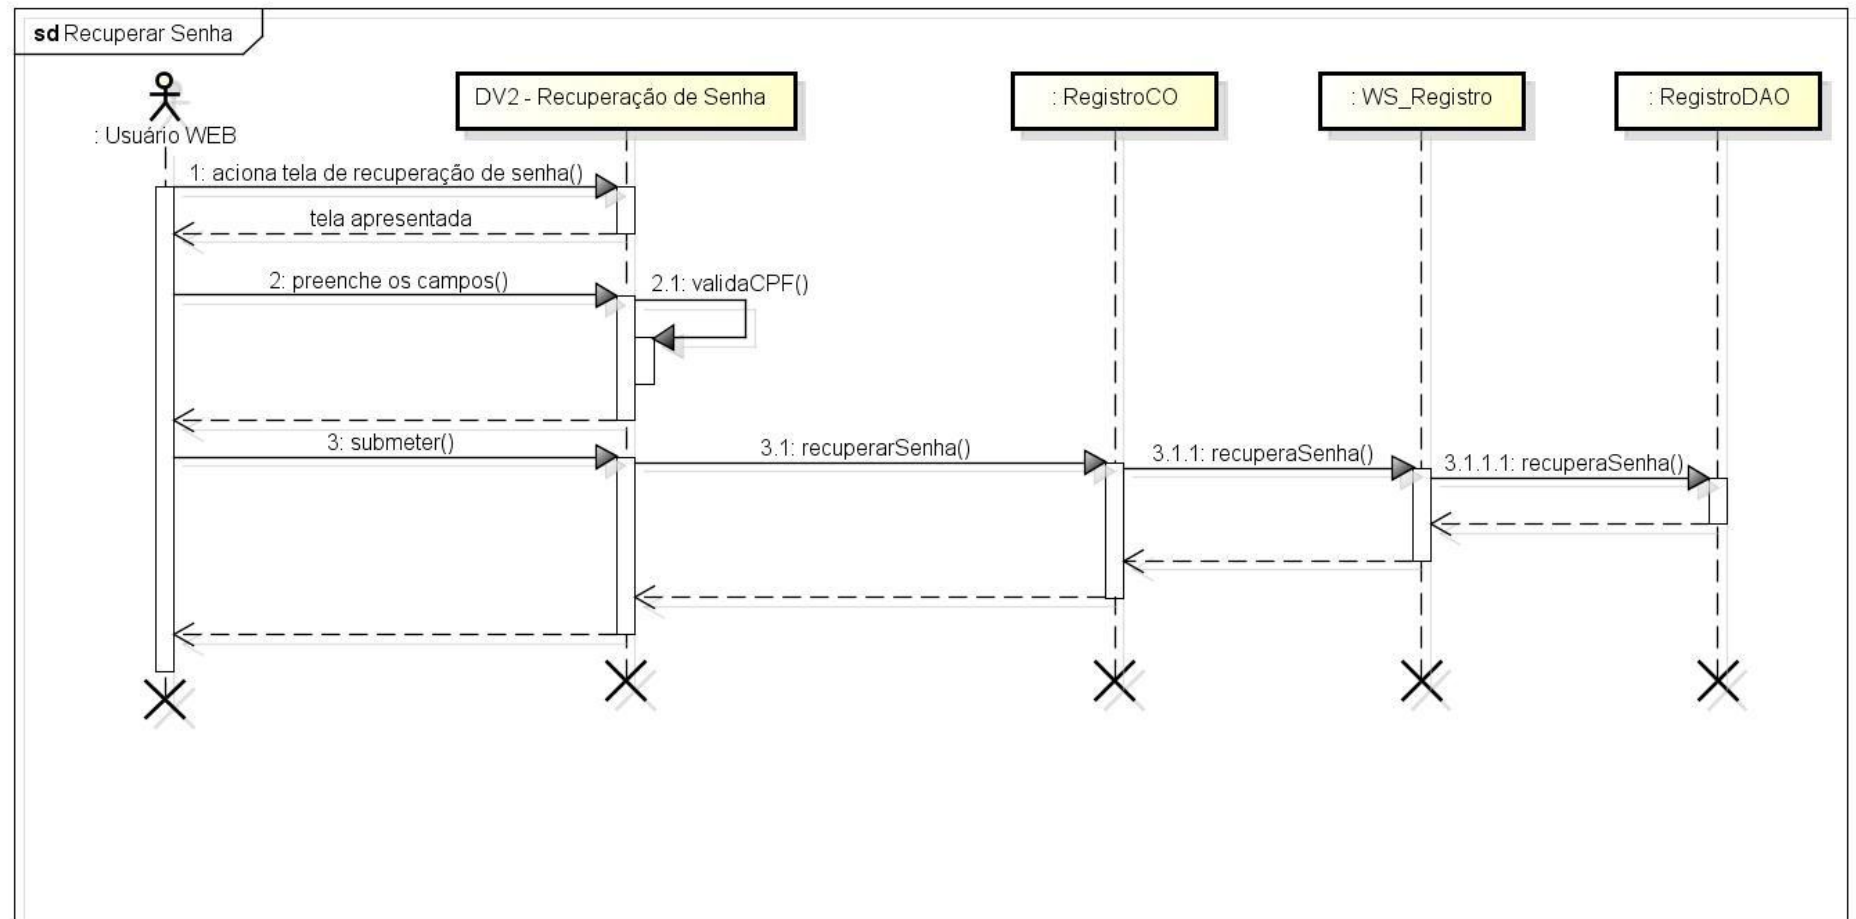 sd Recuperar Senha
: Usuário WEB
DV2 - Recuperação de Senha
: RegistroCO
: WS_Registro
: RegistroDAO
1: aciona tela de recuperação de senha()
tela apresentada
2: preenche os campos()
2.1: validaCPF()
3: submeter()
3.1: recuperarSenha()
3.1.1: recuperaSenha()
3.1.1.1: recuperaSenha()